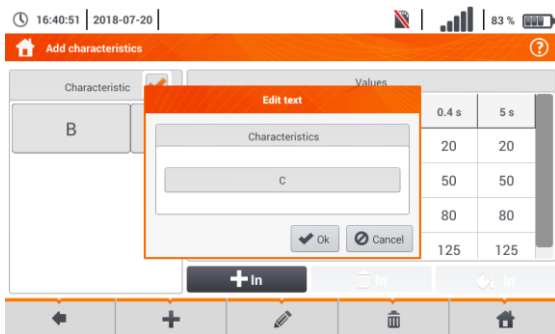 16:40:51 2018-07-20 83 %
Add characteristics ?
Characteristic Values
Edit text
0.4 s 5 s
Characteristics
B
20 20
C
50 50
80 80
Ok Cancel
125 125
In In In